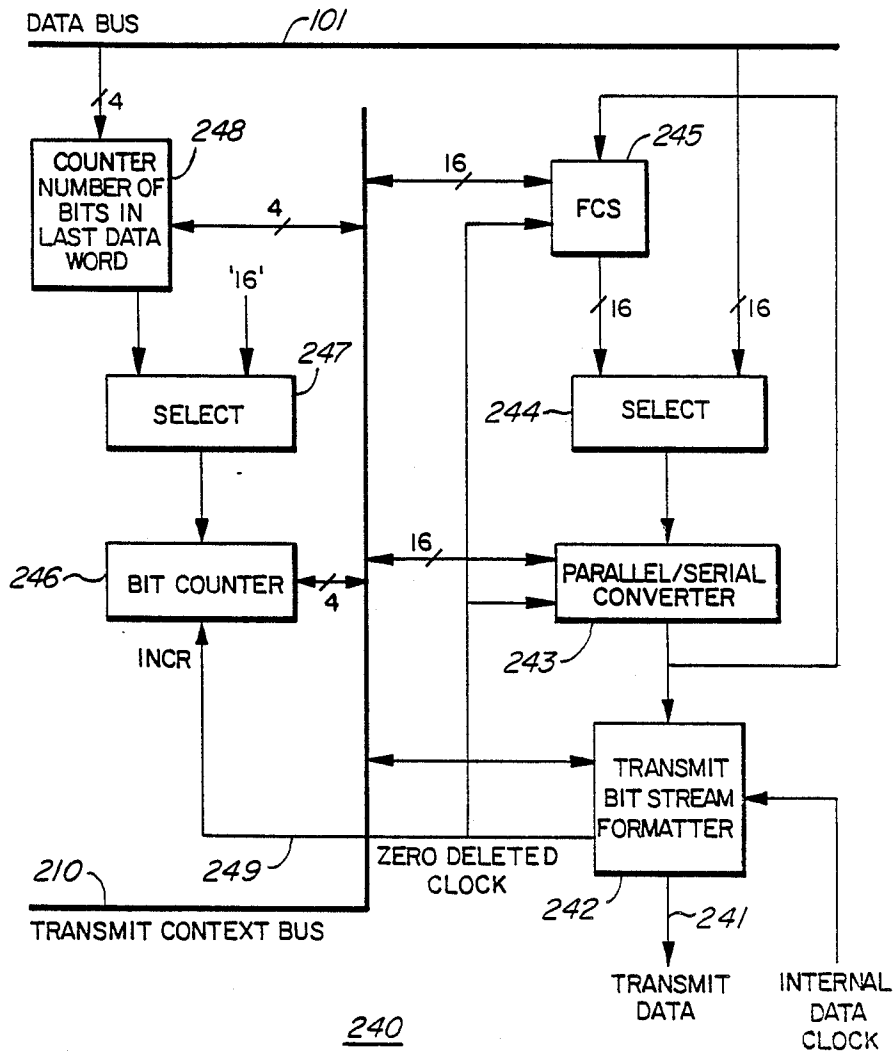 DATA BUS
101
4
248
COUNTER
NUMBER OF
BITS IN
LAST DATA
WORD
4
'16'
247
SELECT
246
BIT COUNTER
4
INCR
249
210
TRANSMIT CONTEXT BUS
16
245
FCS
16
16
244
SELECT
16
PARALLEL/SERIAL
CONVERTER
243
TRANSMIT
BIT STREAM
FORMATTER
ZERO DELETED
CLOCK
242
241
TRANSMIT
DATA
INTERNAL
DATA
CLOCK
240